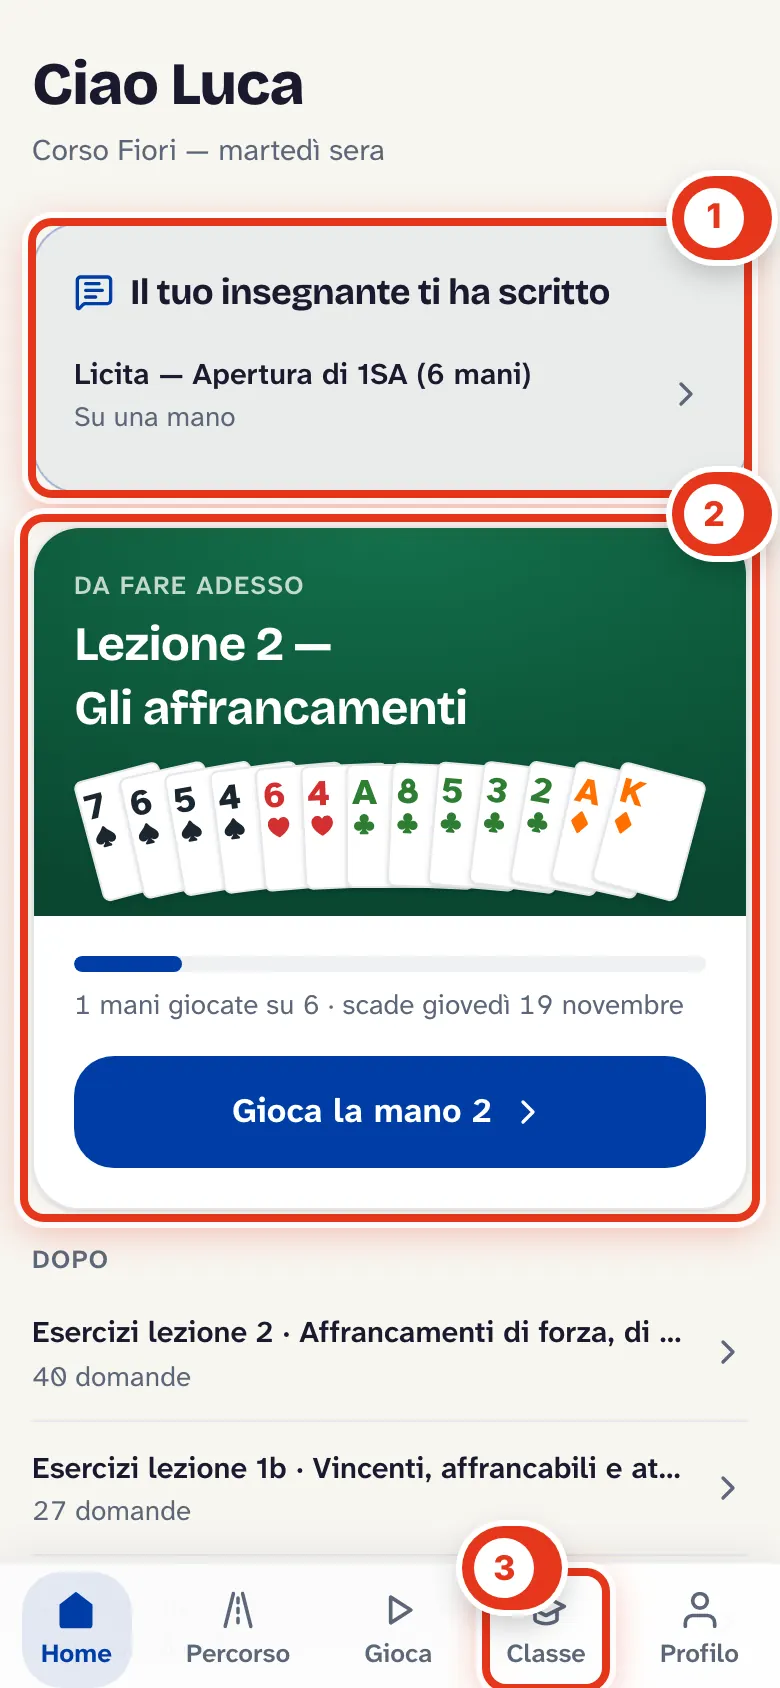 Ciao Luca
Corso Fiori — martedì sera
1
Il tuo insegnante ti ha scritto
Licita — Apertura di 1SA (6 mani)
Su una mano
2
DA FARE ADESSO
Lezione 2 —
Gli affrancamenti
7 6 5 4 6 4 A 8 5 3 2 A K
1 mani giocate su 6 · scade giovedì 19 novembre
Gioca la mano 2
DOPO
Esercizi lezione 2 · Affrancamenti di forza, di ...
40 domande
Esercizi lezione 1b · Vincenti, affrancabili e at...
27 domande
3
Home Percorso Gioca Classe Profilo